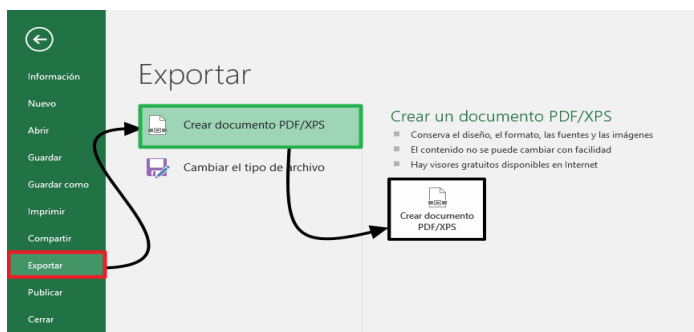 Información
Nuevo
Abrir
Guardar
Guardar como
Imprimir
Compartir
Exportar
Publicar
Cerrar
Exportar
Crear documento PDF/XPS
Cambiar el tipo de archivo
Crear un documento PDF/XPS
Conserva el diseño, el formato, las fuentes y las imágenes
El contenido no se puede cambiar con facilidad
Hay visores gratuitos disponibles en Internet
Crear documento
PDF/XPS